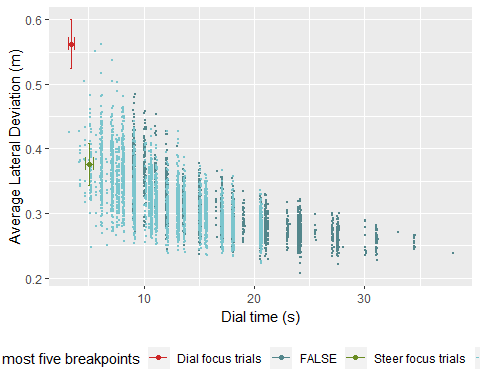 0.6
0.5
0.4
0.3
0.2
Average Lateral Deviation (m)
10 20 30
Dial time (s)
most five breakpoints Dial focus trials FALSE Steer focus trials